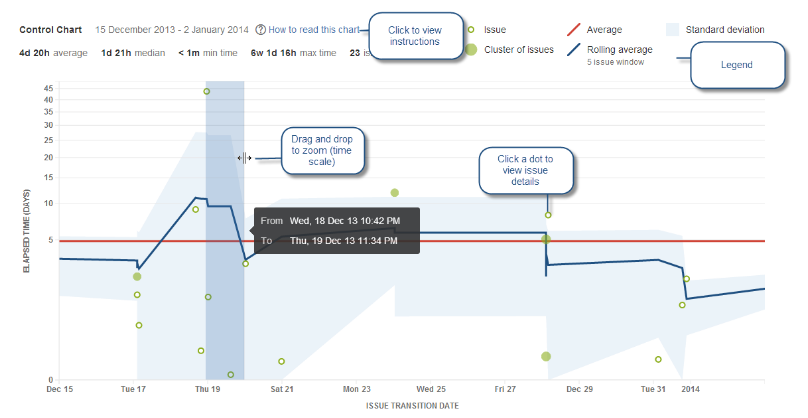 Control Chart 15 December 2013 - 2 January 2014 How to read this chart
Click to view
instructions
Issue
Average
Standard deviation
4d 20h average 1d 21h median < 1m min time 6w 1d 16h max time 23
Cluster of issues
Rolling average
5 issue window
Legend
45
40
35
30
25
20
15
10
5
0
ELAPSED TIME (DAYS)
Drag and drop
to zoom (time
scale)
Click a dot to
view issue
details
From Wed, 18 Dec 13 10:42 PM
To Thu, 19 Dec 13 11:34 PM
Dec 15 Tue 17 Thu 19 Sat 21 Mon 23 Wed 25 Fri 27 Dec 29 Tue 31 2014
ISSUE TRANSITION DATE